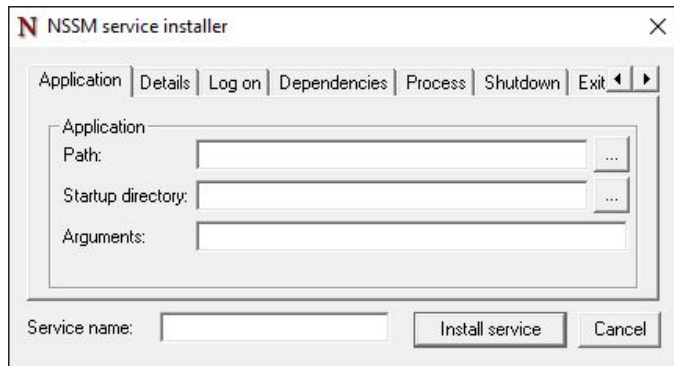 N NSSM service installer
Application Details Log on Dependencies Process Shutdown Exit
Application
Path:
...
Startup directory:
...
Arguments:
Service name:
Install service Cancel